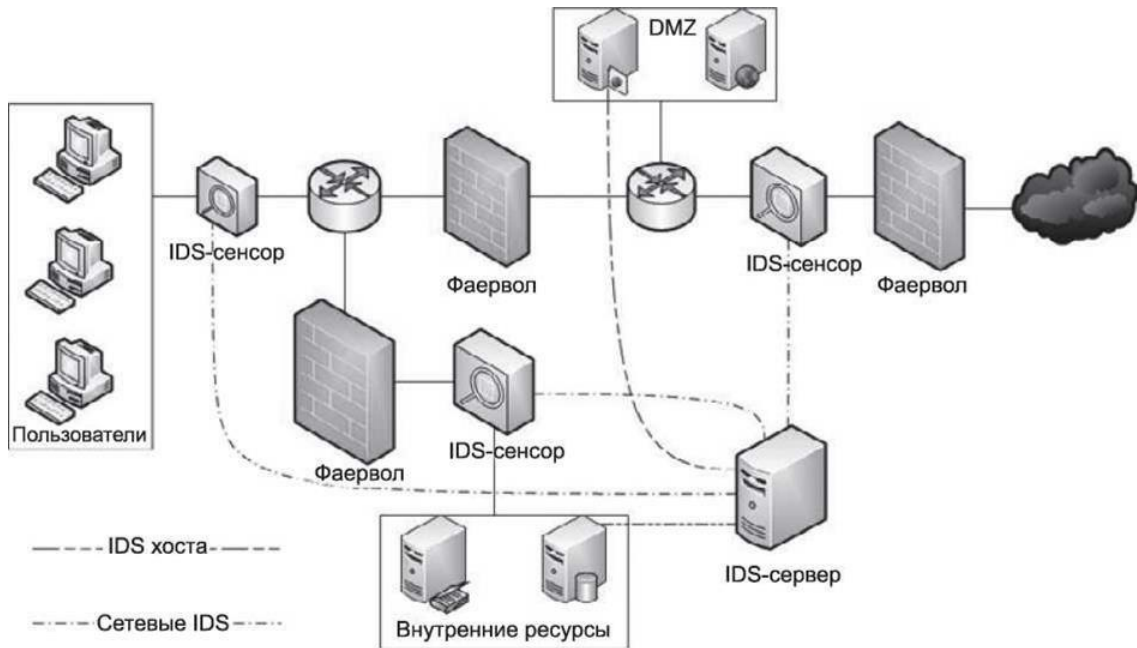 DMZ
IDS-сенсор
Фаервол
IDS-сенсор
Фаервол
Пользователи
Фаервол
IDS-сенсор
IDS хоста
IDS-сервер
Сетевые IDS
Внутренние ресурсы